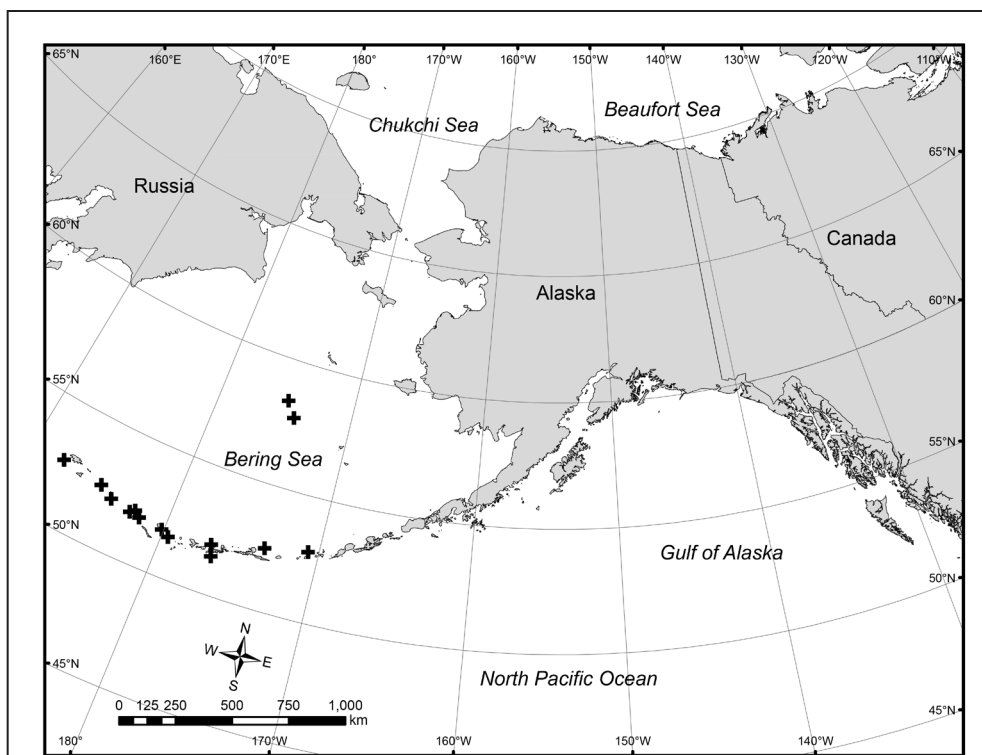 65°N
160°E
170°E
180°
170°W
160°W
150°W
140°W
130°W
120°W
110°W
Beaufort Sea
Chukchi Sea
65°N
Russia
60°N
Canada
Alaska
60°N
55°N
55°N
Bering Sea
50°N
Gulf of Alaska
50°N
N
W
E
S
45°N
North Pacific Ocean
0 125 250 500 750 1,000
km
45°N
180°
170°W
160°W
150°W
140°W